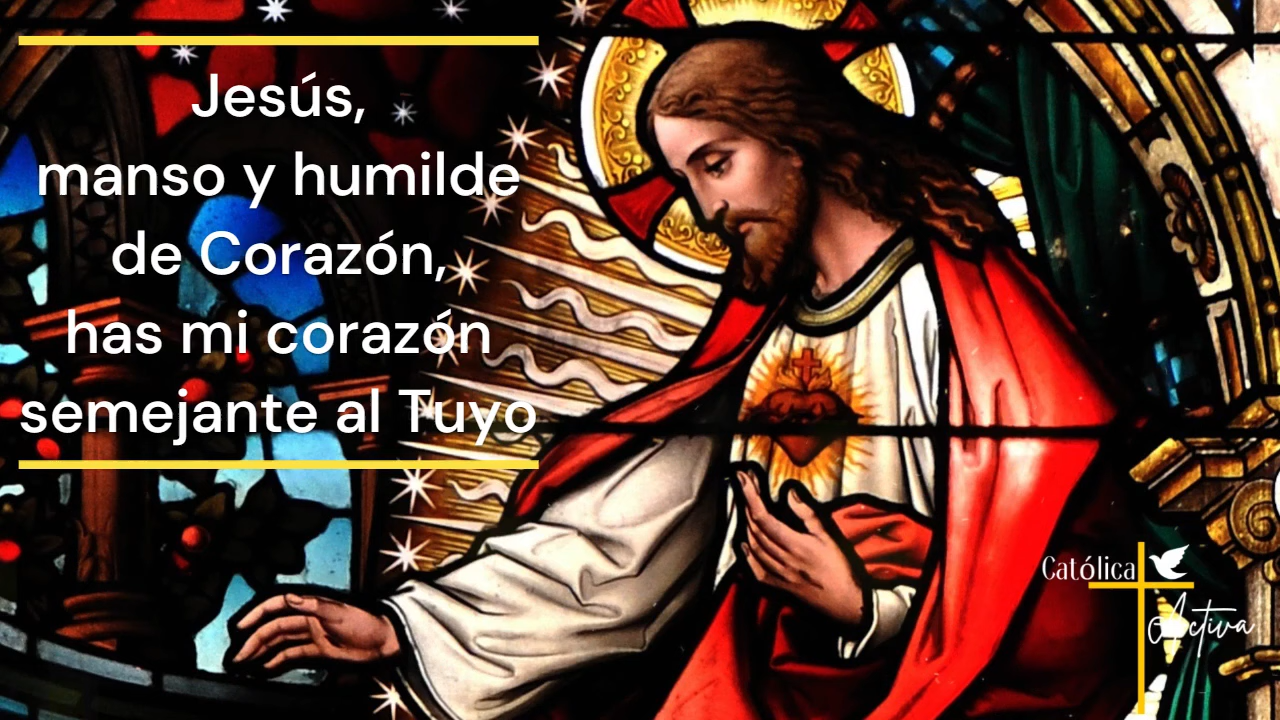 Jesús,
manso y humilde
de Corazón,
has mi corazón
semejante al Tuyo
Católica
Activa